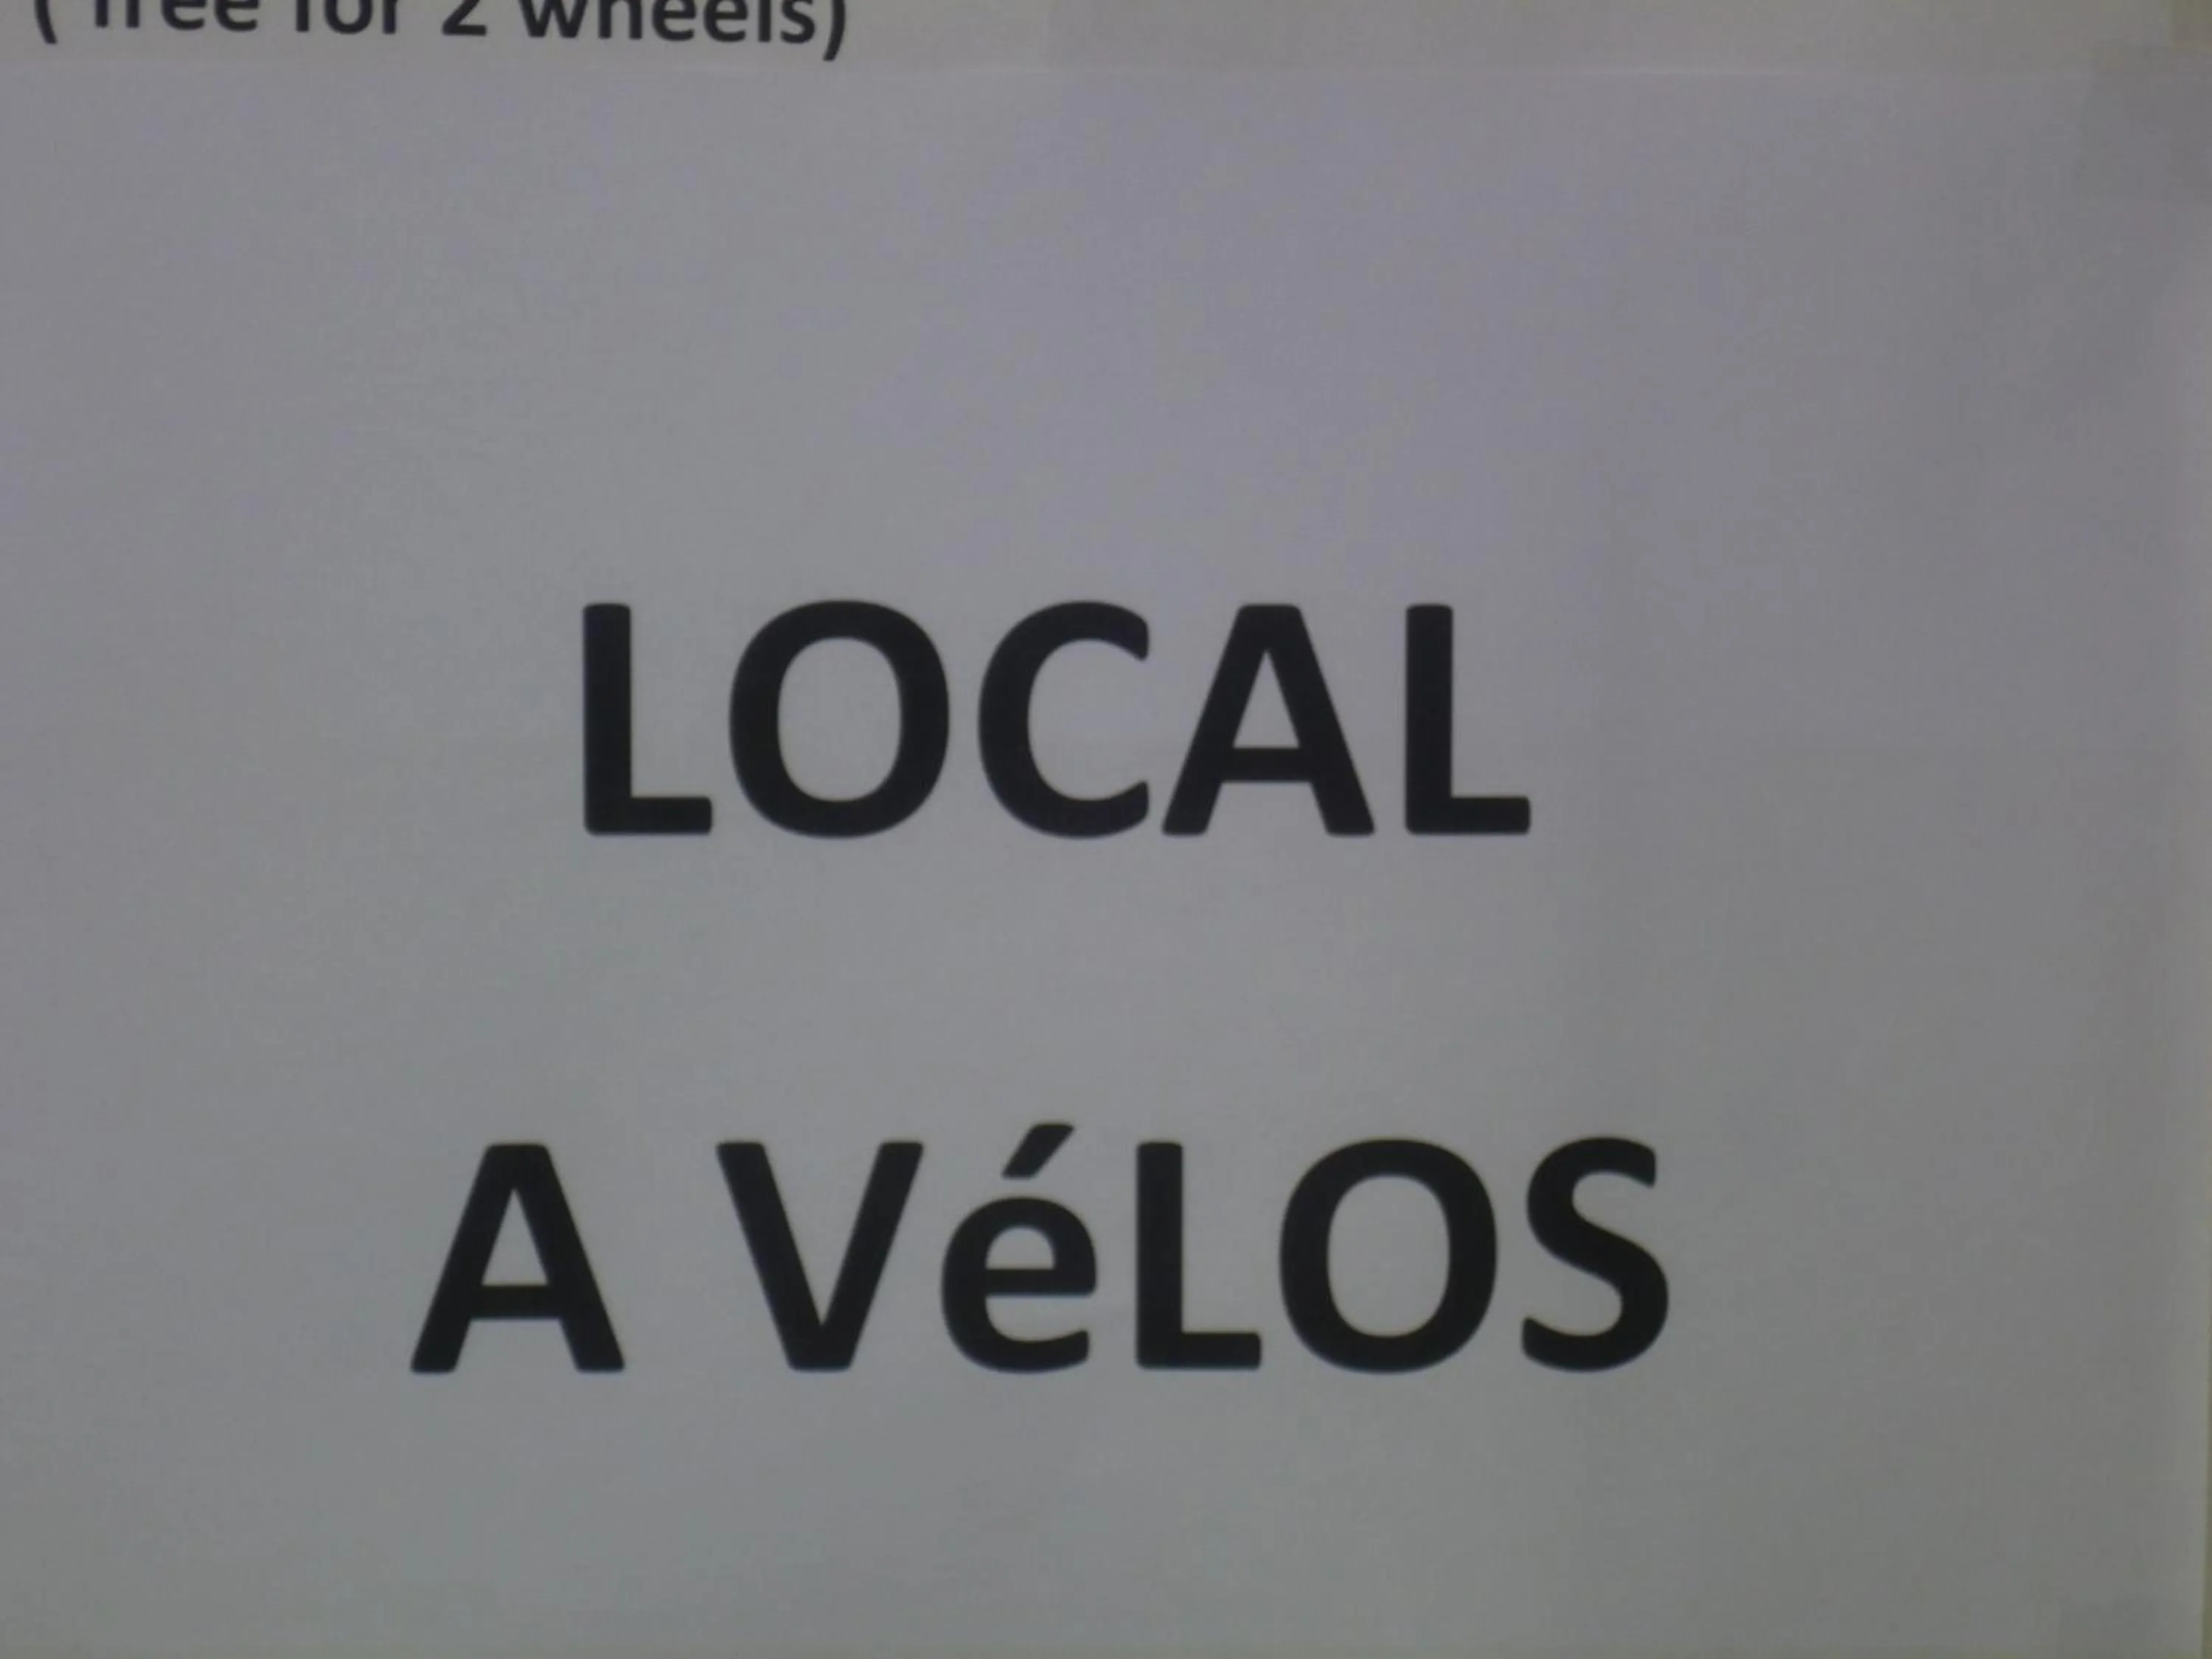 ( free for 2 wheels)
LOCAL
A VéLOS